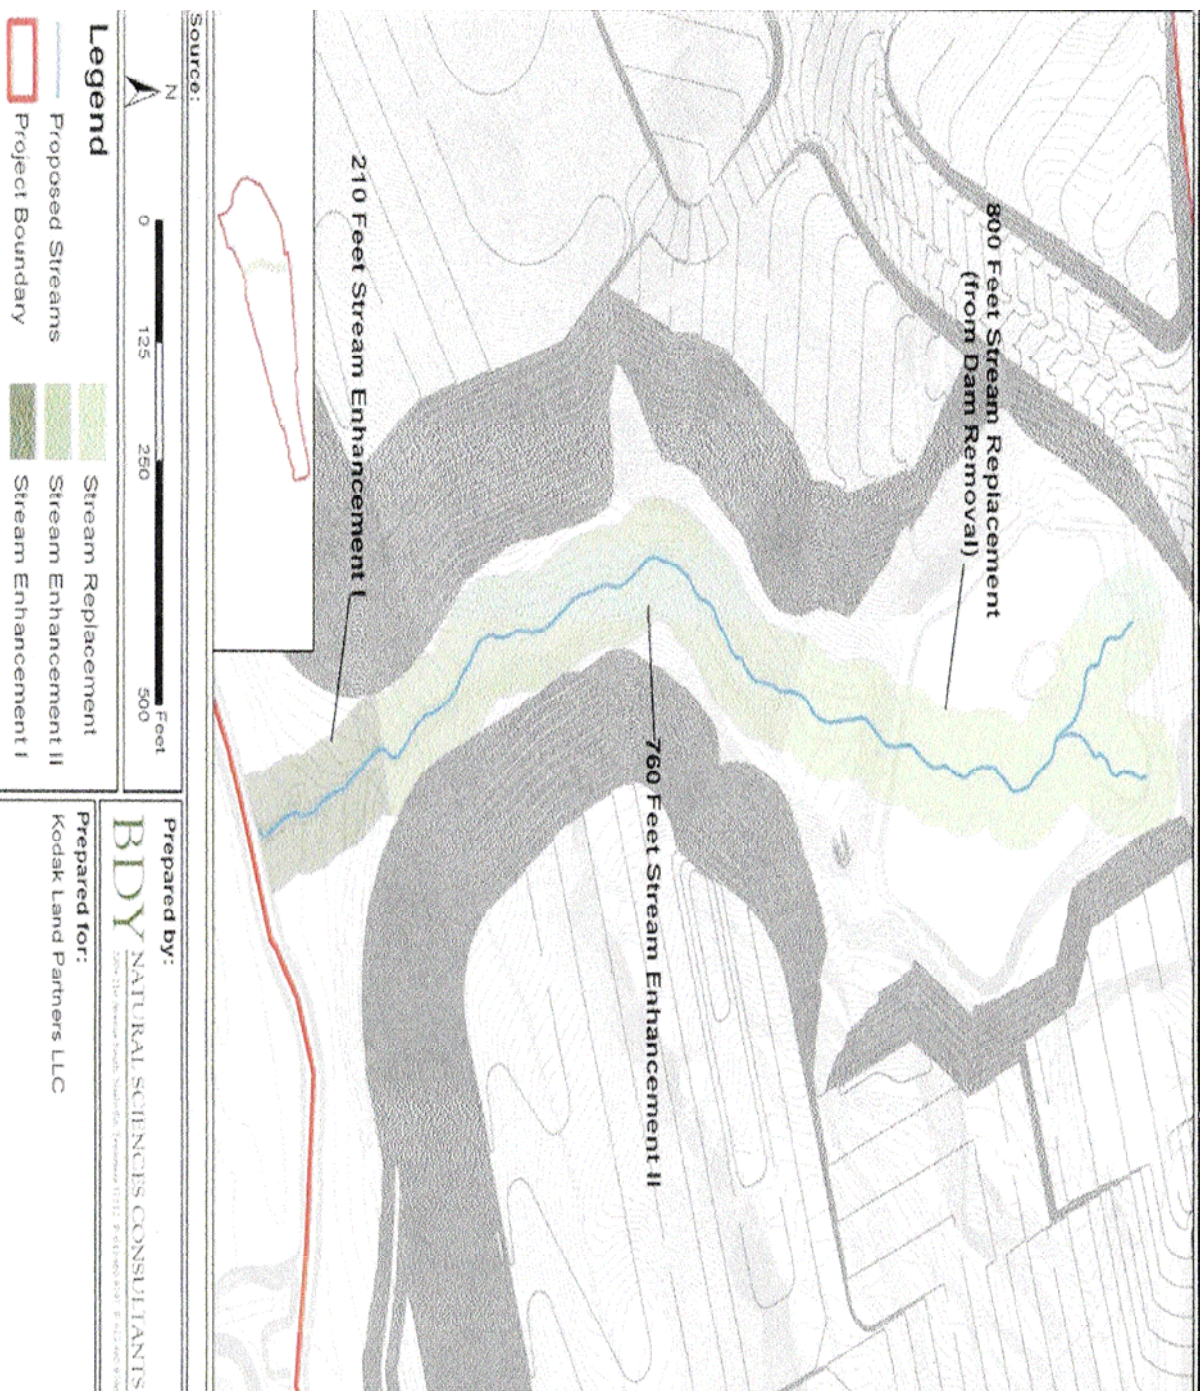 800 Feet Stream Replacement
(from Dam Removal)
760 Feet Stream Enhancement II
210 Feet Stream Enhancement I
Source:
N
0 125 250 500
Feet
Legend
Proposed Streams
Project Boundary
Stream Replacement
Stream Enhancement II
Stream Enhancement I
Prepared by:
BDY NATURAL SCIENCES CONSULTANTS
Prepared for:
Kodak Land Partners LLC